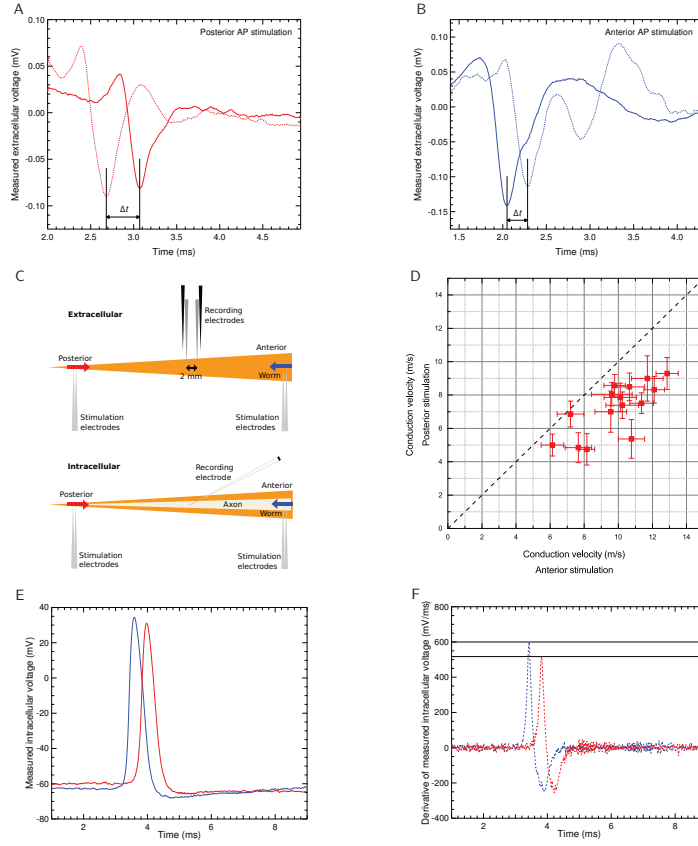 A
Posterior AP stimulation
Measured extracellular voltage (mV)
0.10
0.05
0.00
-0.05
-0.10
Δt
2.0 2.5 3.0 3.5 4.0 4.5
Time (ms)
B
Anterior AP stimulation
Measured extracellular voltage (mV)
0.10
0.05
0.00
-0.05
-0.10
-0.15
Δt
1.5 2.0 2.5 3.0 3.5 4.0
Time (ms)
C
Extracellular
Recording
electrodes
Posterior
Anterior
Worm
2 mm
Stimulation
electrodes
Stimulation
electrodes
Intracellular
Recording
electrode
Posterior
Anterior
Axon
Worm
Stimulation
electrodes
Stimulation
electrodes
D
Conduction velocity (m/s)
Posterior stimulation
14
12
10
8
6
4
2
0
0 2 4 6 8 10 12 14
Conduction velocity (m/s)
Anterior stimulation
E
Measured intracellular voltage (mV)
40
20
0
-20
-40
-60
-80
2 4 6 8
Time (ms)
F
Derivative of measured intracellular voltage (mV/ms)
800
600
400
200
0
-200
-400
2 4 6 8
Time (ms)